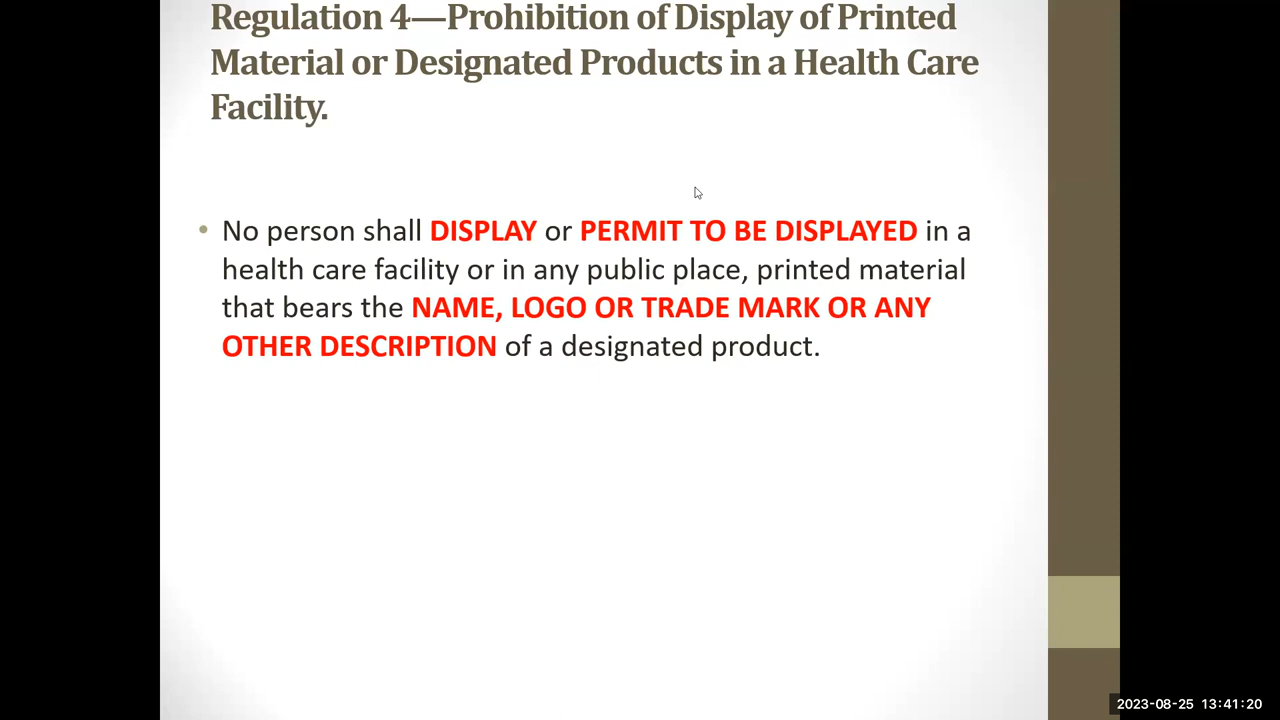 Regulation 4—Prohibition of Display of Printed
Material or Designated Products in a Health Care
Facility.
• No person shall DISPLAY or PERMIT TO BE DISPLAYED in a
health care facility or in any public place, printed material
that bears the NAME, LOGO OR TRADE MARK OR ANY
OTHER DESCRIPTION of a designated product.
2023-08-25 13:41:20